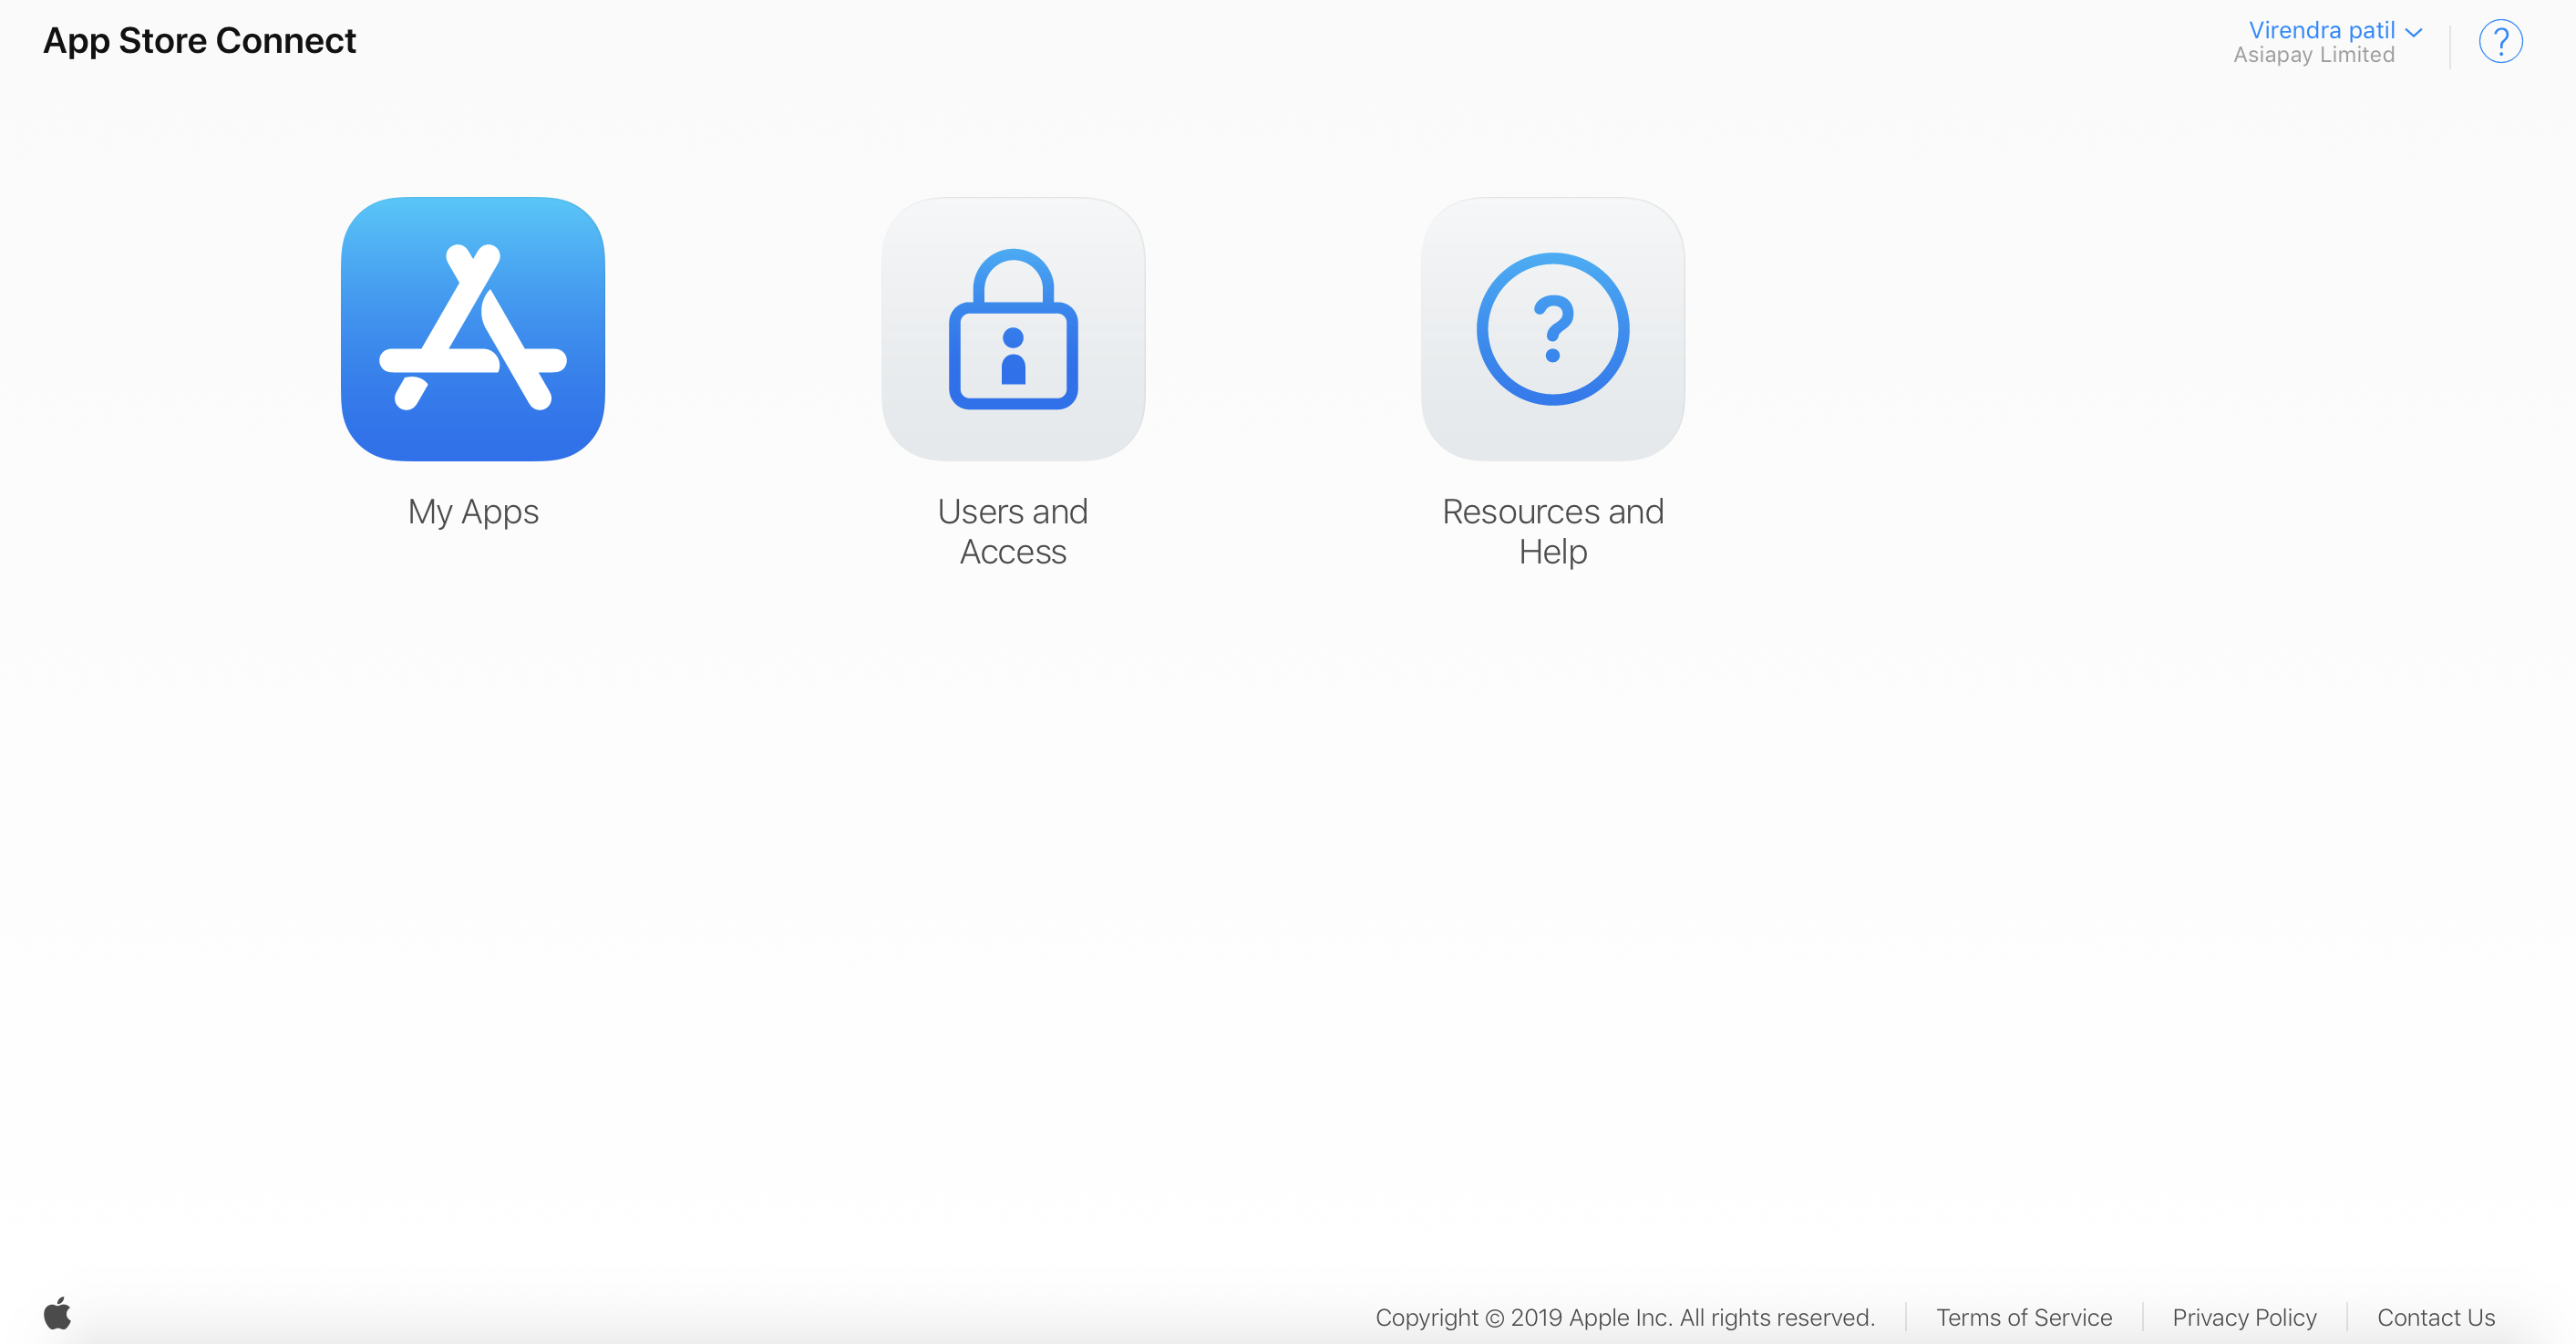 App Store Connect
Virendra patil
Asiapay Limited
?
?
My Apps
Users and
Access
Resources and
Help
Copyright © 2019 Apple Inc. All rights reserved.
Terms of Service
Privacy Policy
Contact Us